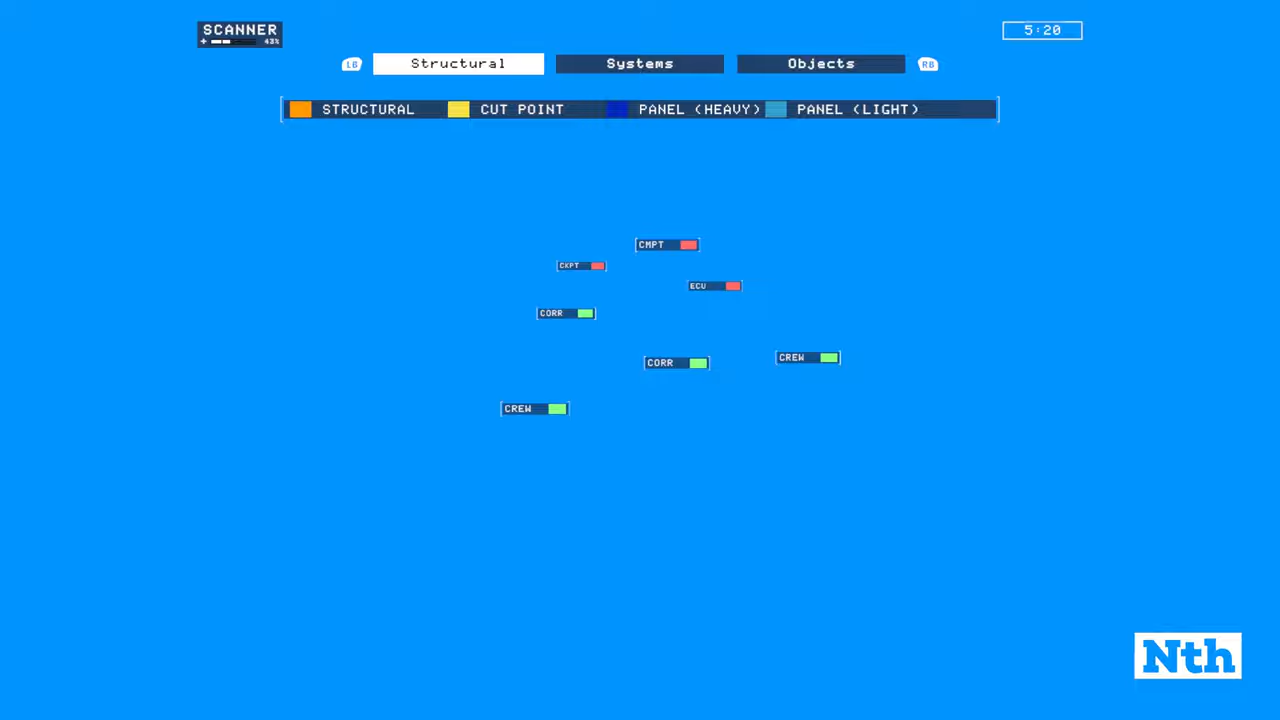 SCANNER
43%
5:20
LB Structural Systems Objects RB
STRUCTURAL CUT POINT PANEL (HEAVY) PANEL (LIGHT)
CMPT
CKPT
ECU
CORR
CORR
CREW
CREW
Nth